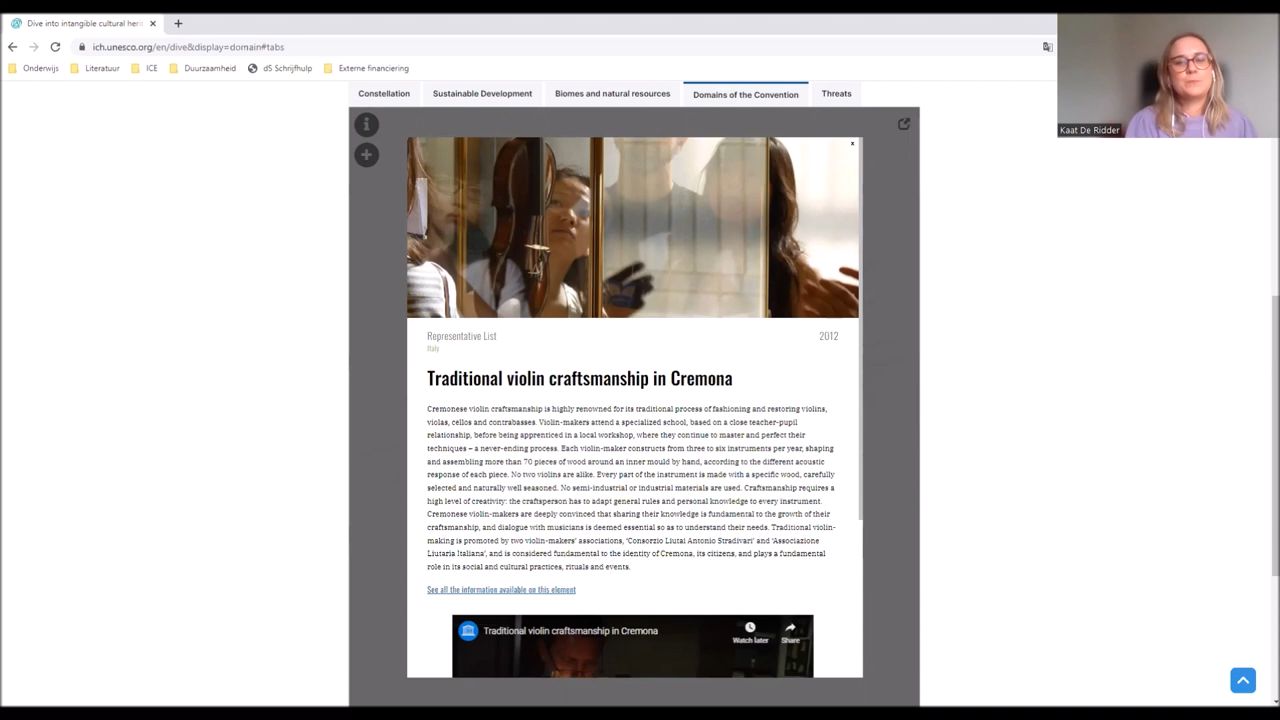 Dive into intangible cultural her
ich.unesco.org/en/dive&display=domain#tabs
Onderwijs Literatuur ICE Duurzaamheid dS Schrijfhulp Externe financiering
Kaat De Ridder
Constellation Sustainable Development Biomes and natural resources Domains of the Convention Threats
x
Representative List 2012
Italy
Traditional violin craftsmanship in Cremona
Cremonese violin craftsmanship is highly renowned for its traditional process of fashioning and restoring violins,
violas, cellos and contrabasses. Violin-makers attend a specialized school, based on a close teacher-pupil
relationship, before being apprenticed in a local workshop, where they continue to master and perfect their
techniques – a never-ending process. Each violin-maker constructs from three to six instruments per year, shaping
and assembling more than 70 pieces of wood around an inner mould by hand, according to the different acoustic
response of each piece. No two violins are alike. Every part of the instrument is made with a specific wood, carefully
selected and naturally well seasoned. No semi-industrial or industrial materials are used. Craftsmanship requires a
high level of creativity: the craftsperson has to adapt general rules and personal knowledge to every instrument.
Cremonese violin-makers are deeply convinced that sharing their knowledge is fundamental to the growth of their
craftsmanship, and dialogue with musicians is deemed essential so as to understand their needs. Traditional violin-
making is promoted by two violin-makers' associations, 'Consorzio Liutai Antonio Stradivari' and 'Associazione
Liutaria Italiana', and is considered fundamental to the identity of Cremona, its citizens, and plays a fundamental
role in its social and cultural practices, rituals and events.
See all the information available on this element
Traditional violin craftsmanship in Cremona
Watch later Share